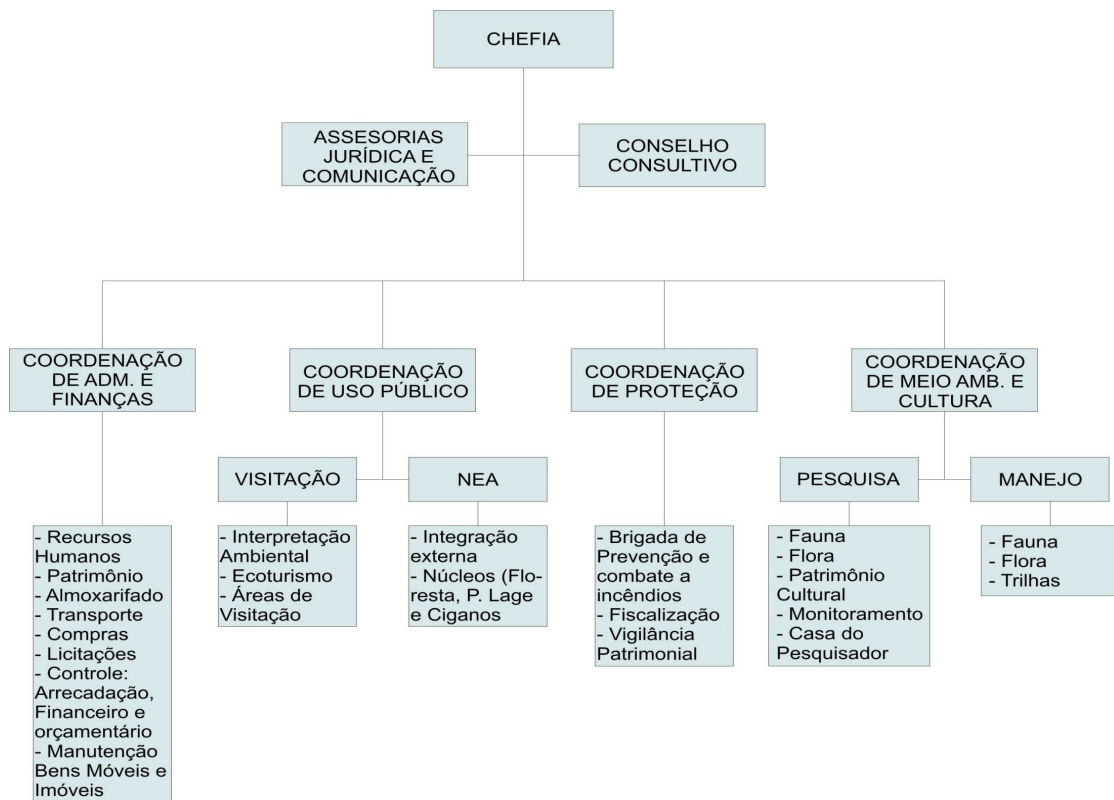 CHEFIA
ASSESORIAS
JURÍDICA E
COMUNICAÇÃO
CONSELHO
CONSULTIVO
COORDENAÇÃO
DE ADM. E
FINANÇAS
COORDENAÇÃO
DE USO PÚBLICO
COORDENAÇÃO
DE PROTEÇÃO
COORDENAÇÃO
DE MEIO AMB. E
CULTURA
VISITAÇÃO
NEA
PESQUISA
MANEJO
- Recursos
Humanos
- Patrimônio
- Almoxarifado
- Transporte
- Compras
- Licitações
- Controle:
Arrecadação,
Financeiro e
orçamentário
- Manutenção
Bens Móveis e
Imóveis
- Interpretação
Ambiental
- Ecoturismo
- Áreas de
Visitação
- Integração
externa
- Núcleos (Flo-
resta, P. Lage
e Ciganos
- Brigada de
Prevenção e
combate a
incêndios
- Fiscalização
- Vigilância
Patrimonial
- Fauna
- Flora
- Patrimônio
Cultural
- Monitoramento
- Casa do
Pesquisador
- Fauna
- Flora
- Trilhas